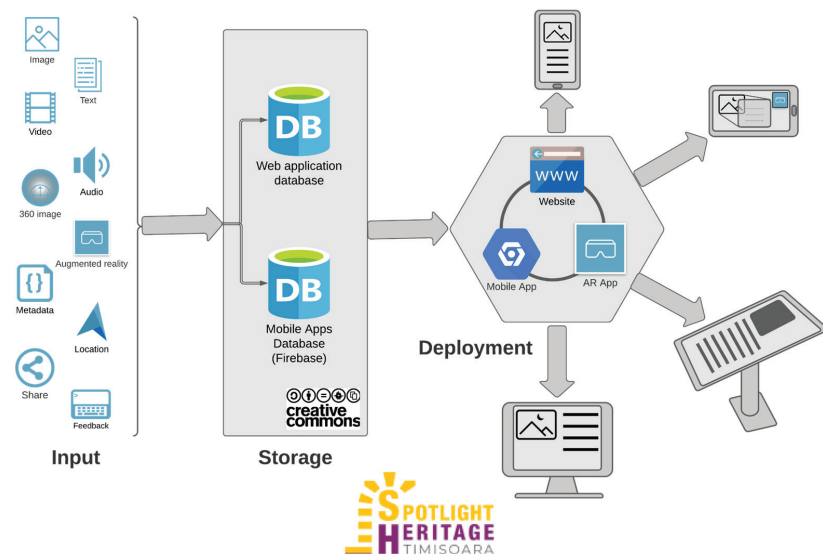 Image
Text
Video
Audio
360 image
Augmented reality
{}
Metadata
Location
Share
>_
Feedback
Input
DB
Web application
database
DB
Mobile Apps
Database
(Firebase)
creative
commons
Storage
www
Website
Mobile App
AR App
Deployment
SPOTLIGHT
HERITAGE
TIMISOARA